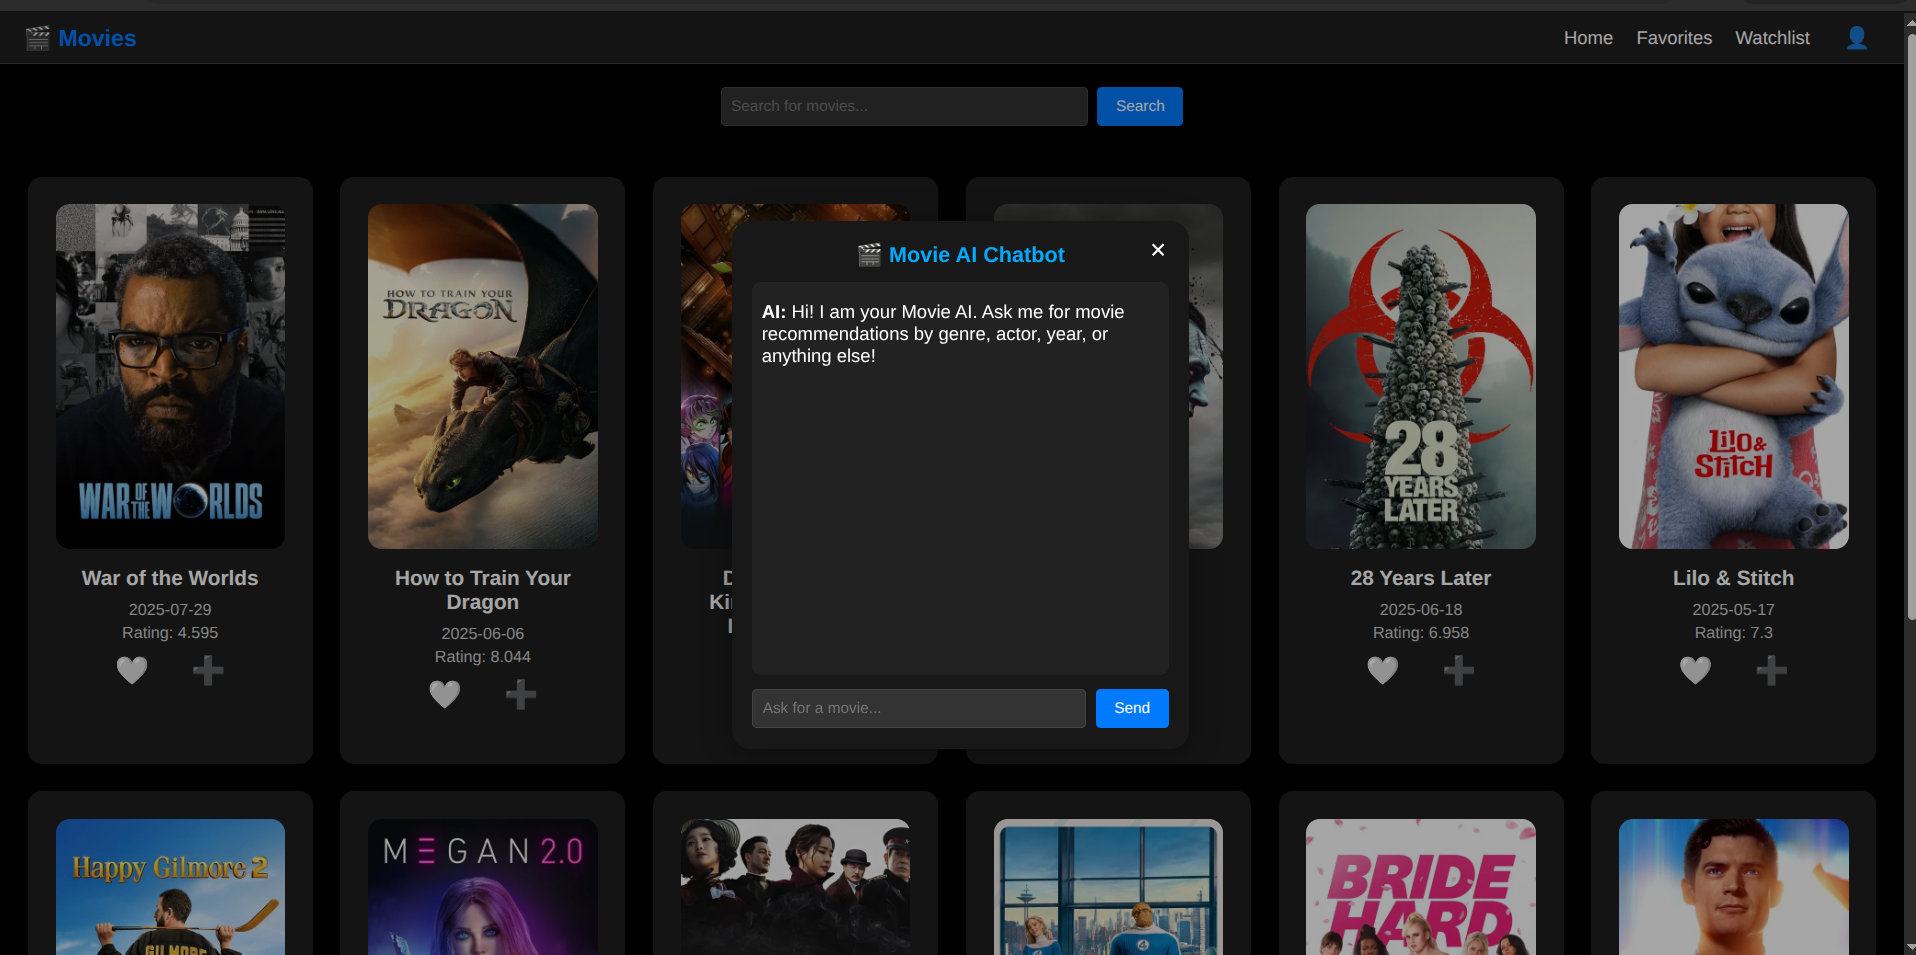 🎬 Movies
Home Favorites Watchlist
Search for movies...
Search
HOW TO TRAIN YOUR
DRAGON
WAR OF THE WORLDS
28
YEARS
LATER
LiLO &
STiTCH
🎬 Movie AI Chatbot
✕
AI: Hi! I am your Movie AI. Ask me for movie
recommendations by genre, actor, year, or
anything else!
Ask for a movie...
Send
War of the Worlds
2025-07-29
Rating: 4.595
How to Train Your
Dragon
2025-06-06
Rating: 8.044
28 Years Later
2025-06-18
Rating: 6.958
Lilo & Stitch
2025-05-17
Rating: 7.3
Happy Gilmore 2
GILMORE
MEGAN 2.0
4
BRIDE
HARD